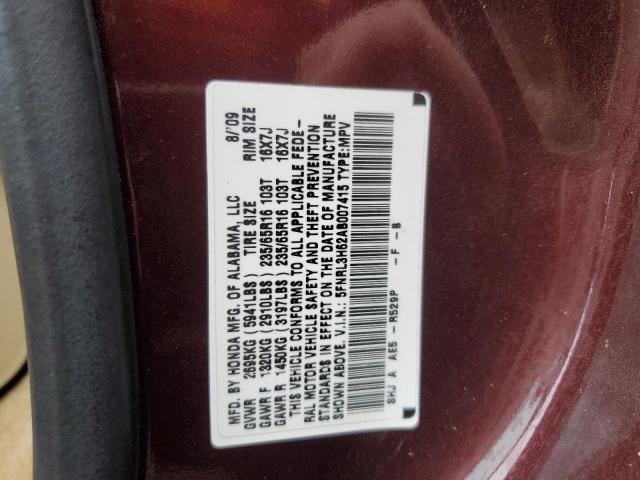 MFD. BY HONDA MFG. OF ALABAMA, LLC 8/'09
GVWR 2695KG (5941LBS) TIRE SIZE RIM SIZE
GAWR F 1320KG (2910LBS) 235/65R16 103T 16X7J
GAWR R 1450KG (3197LBS) 235/65R16 103T 16X7J
THIS VEHICLE CONFORMS TO ALL APPLICABLE FEDE-
RAL MOTOR VEHICLE SAFETY AND THEFT PREVENTION
STANDARDS IN EFFECT ON THE DATE OF MANUFACTURE
SHOWN ABOVE. V.I.N.: 5FNRL3H62AB007415 TYPE:MPV
SHJ A AE5 - R529P - F - B